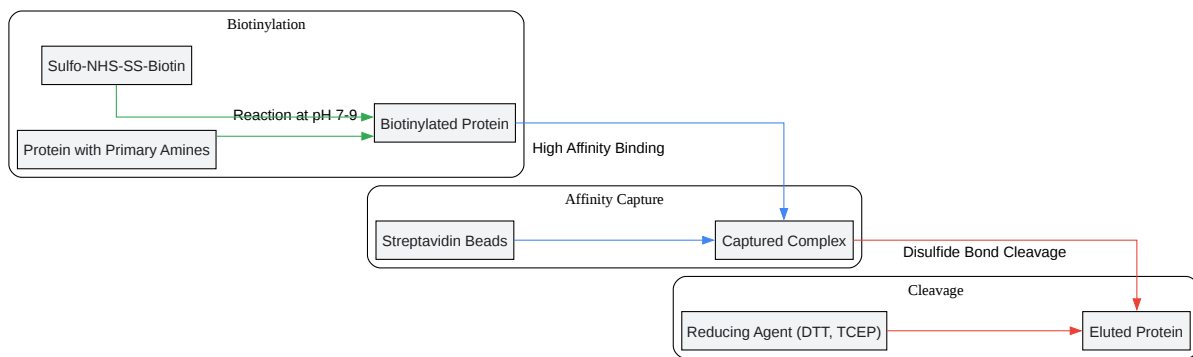 Biotinylation
Sulfo-NHS-SS-Biotin
Reaction at pH 7-9
Biotinylated Protein
Protein with Primary Amines
High Affinity Binding
Affinity Capture
Streptavidin Beads
Captured Complex
Disulfide Bond Cleavage
Cleavage
Reducing Agent (DTT, TCEP)
Eluted Protein